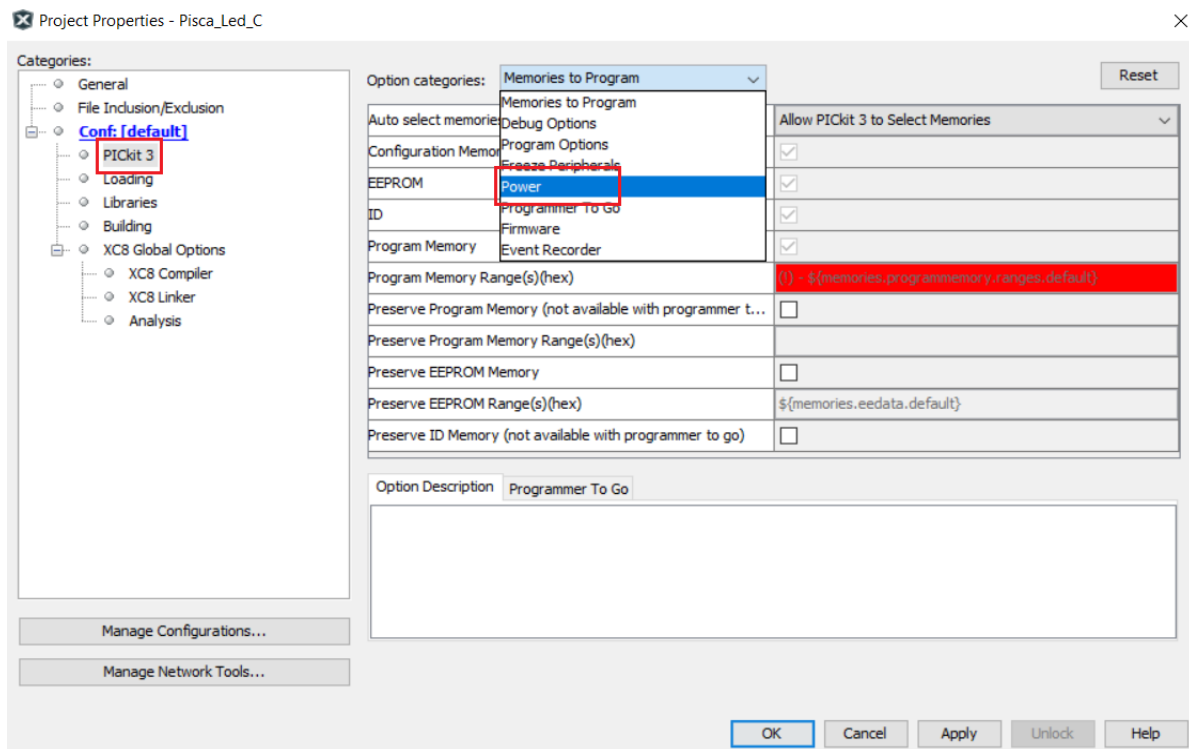 Project Properties - Pisca_Led_C
Categories:
General
File Inclusion/Exclusion
Conf: [default]
PICkit 3
Loading
Libraries
Building
XC8 Global Options
XC8 Compiler
XC8 Linker
Analysis
Manage Configurations...
Manage Network Tools...
Option categories:
Memories to Program
Reset
Memories to Program
Debug Options
Program Options
Freeze Peripherals
Power
Programmer To Go
Firmware
Event Recorder
Auto select memories
Allow PICkit 3 to Select Memories
Configuration Memor
EEPROM
ID
Program Memory
Program Memory Range(s)(hex)
(!) - ${memories.programmemory.ranges.default}
Preserve Program Memory (not available with programmer t...
Preserve Program Memory Range(s)(hex)
Preserve EEPROM Memory
Preserve EEPROM Range(s)(hex)
${memories.eedata.default}
Preserve ID Memory (not available with programmer to go)
Option Description
Programmer To Go
OK
Cancel
Apply
Unlock
Help